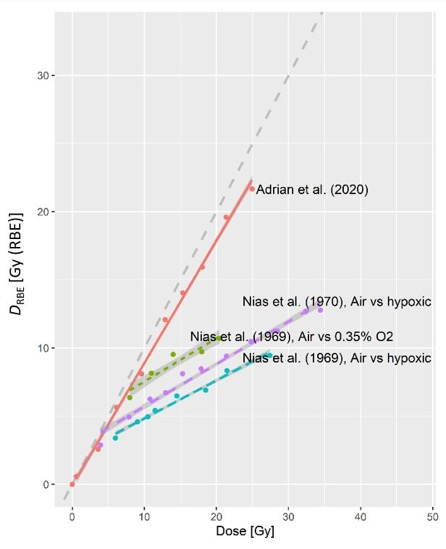 30
20
10
0
D_RBE [Gy (RBE)]
Adrian et al. (2020)
Nias et al. (1970), Air vs hypoxic
Nias et al. (1969), Air vs 0.35% O2
Nias et al. (1969), Air vs hypoxic
0 10 20 30 40 50
Dose [Gy]